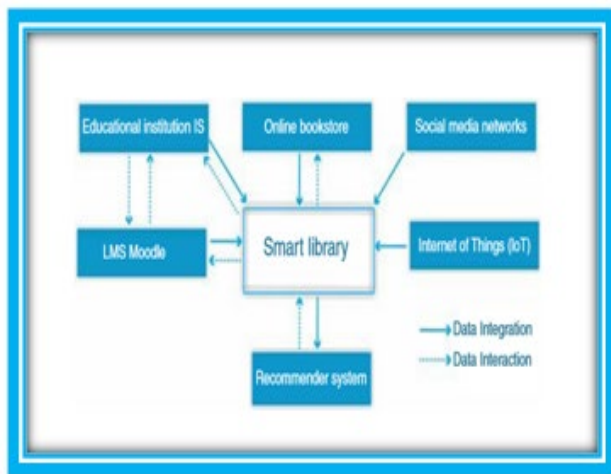 Educational institution IS
Online bookstore
Social media networks
LMS Moodle
Smart library
Internet of Things (IoT)
Data Integration
Data Interaction
Recommender system